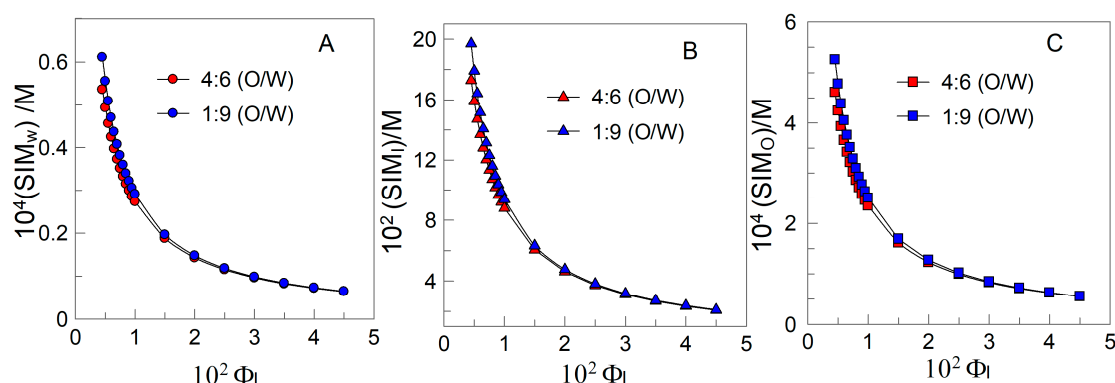 A
10⁴(SIM_w) /M
0.6
0.4
0.2
0
4:6 (O/W)
1:9 (O/W)
0 1 2 3 4 5
10² Φ_I
B
10² (SIM_I)/M
20
16
12
8
4
4:6 (O/W)
1:9 (O/W)
0 1 2 3 4 5
10² Φ_I
C
10⁴ (SIM_O)/M
6
4
2
0
4:6 (O/W)
1:9 (O/W)
0 1 2 3 4 5
10² Φ_I